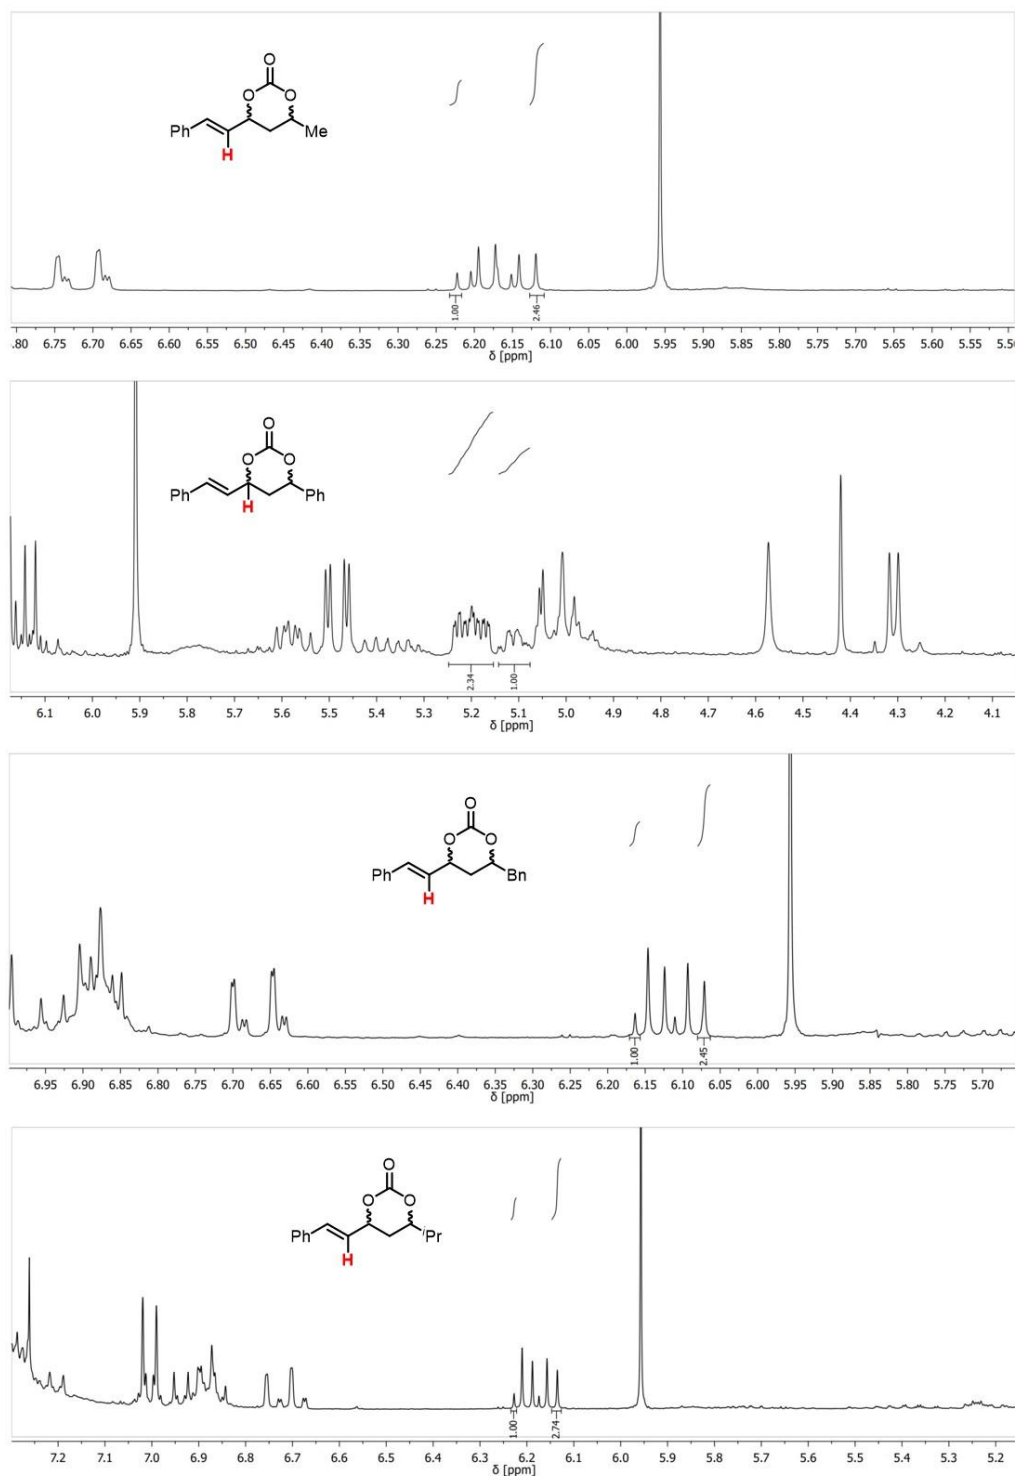 O
O O
Ph Me
H
1.00 2.46
.80 6.75 6.70 6.65 6.60 6.55 6.50 6.45 6.40 6.35 6.30 6.25 6.20 6.15 6.10 6.05 6.00 5.95 5.90 5.85 5.80 5.75 5.70 5.65 5.60 5.55 5.50
δ [ppm]
O
O O
Ph Ph
H
2.34 1.00
6.1 6.0 5.9 5.8 5.7 5.6 5.5 5.4 5.3 5.2 5.1 5.0 4.9 4.8 4.7 4.6 4.5 4.4 4.3 4.2 4.1
δ [ppm]
O
O O
Ph Bn
H
1.00 2.45
6.95 6.90 6.85 6.80 6.75 6.70 6.65 6.60 6.55 6.50 6.45 6.40 6.35 6.30 6.25 6.20 6.15 6.10 6.05 6.00 5.95 5.90 5.85 5.80 5.75 5.70
δ [ppm]
O
O O
Ph iPr
H
1.00 2.74
7.2 7.1 7.0 6.9 6.8 6.7 6.6 6.5 6.4 6.3 6.2 6.1 6.0 5.9 5.8 5.7 5.6 5.5 5.4 5.3 5.2
δ [ppm]